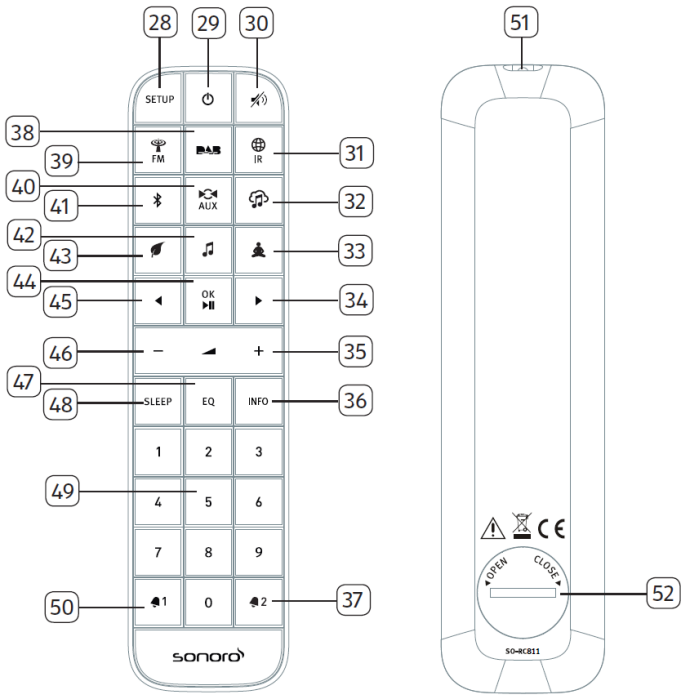 28 29 30 51
SETUP
38
39 FM DAB IR 31
40
41 AUX 32
42
43 33
44
45 OK 34
46 − + 35
47
48 SLEEP EQ INFO 36
1 2 3
49
4 5 6
7 8 9
50 1 0 2 37
sonoro
CE
OPEN CLOSE
52
SO-RC811